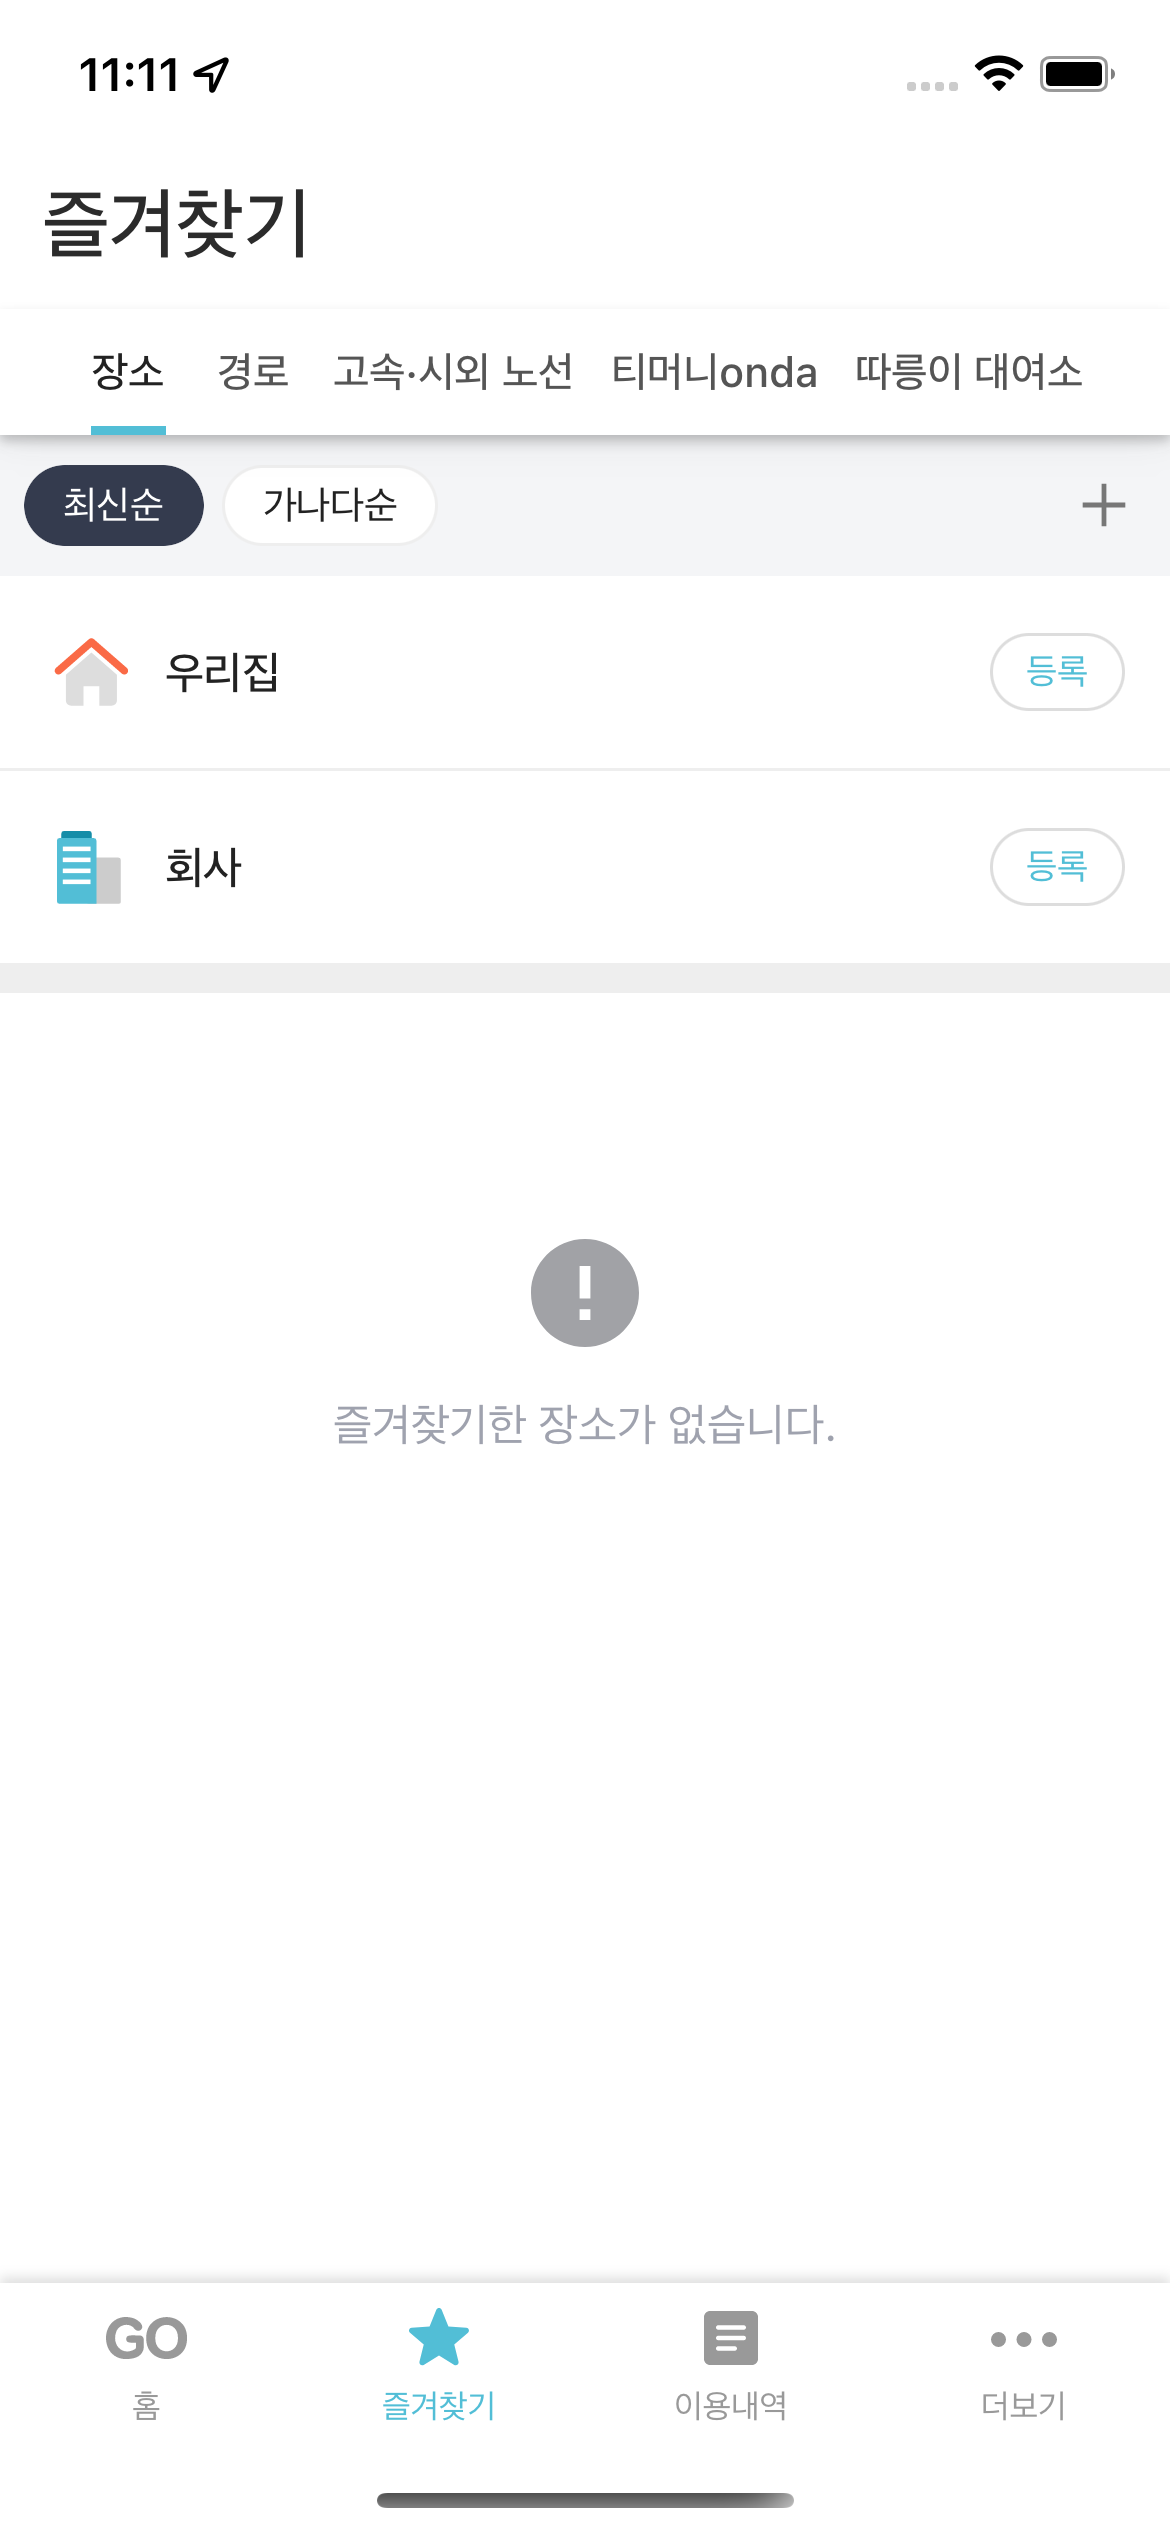 11:11
즐겨찾기
장소 경로 고속·시외 노선 티머니onda 따릉이 대여소
최신순 가나다순
우리집 등록
회사 등록
즐겨찾기한 장소가 없습니다.
GO
홈 즐겨찾기 이용내역 더보기